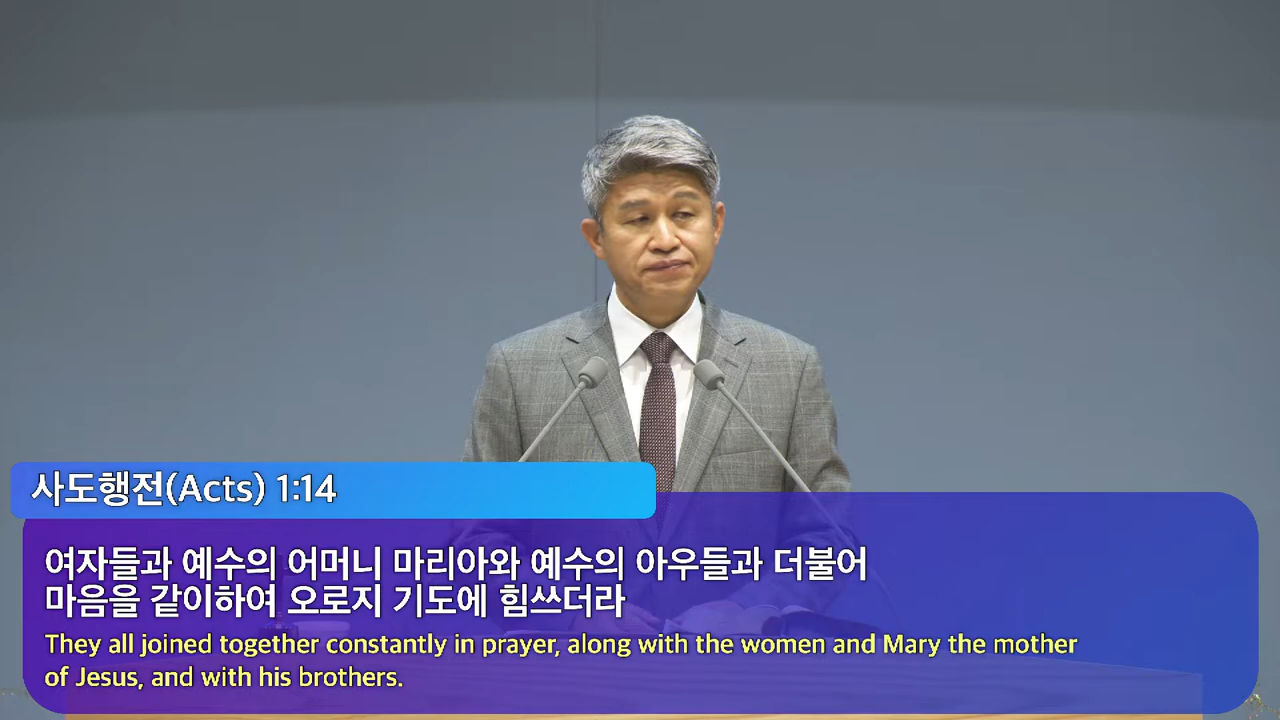 사도행전(Acts) 1:14
여자들과 예수의 어머니 마리아와 예수의 아우들과 더불어
마음을 같이하여 오로지 기도에 힘쓰더라
They all joined together constantly in prayer, along with the women and Mary the mother
of Jesus, and with his brothers.